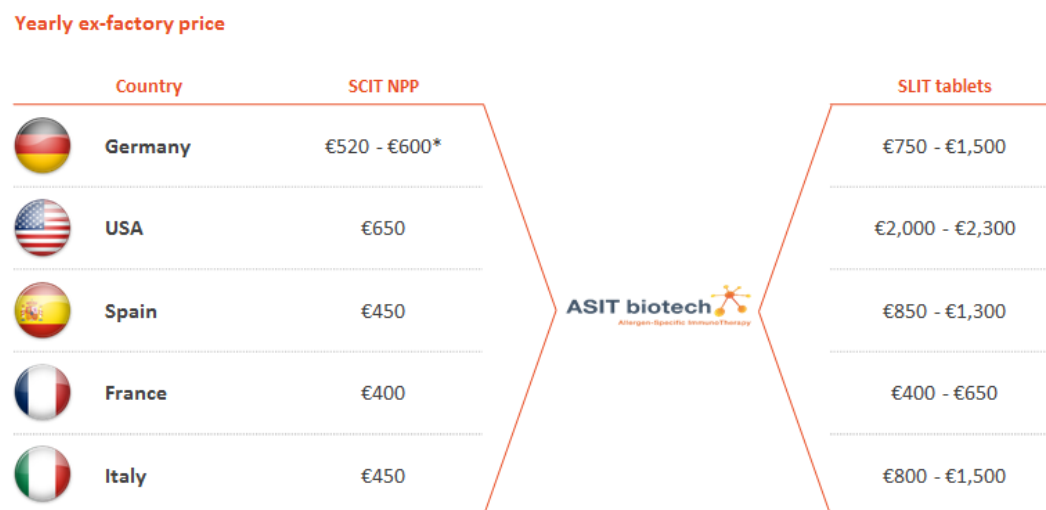 Yearly ex-factory price
Country SCIT NPP SLIT tablets
Germany €520 - €600* €750 - €1,500
USA €650 €2,000 - €2,300
ASIT biotech
Allergen-Specific ImmunoTherapy
Spain €450 €850 - €1,300
France €400 €400 - €650
Italy €450 €800 - €1,500